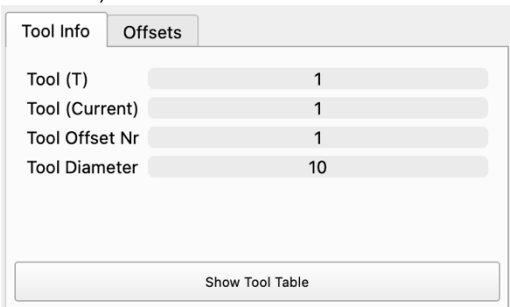 Tool Info Offsets
Tool (T) 1
Tool (Current) 1
Tool Offset Nr 1
Tool Diameter 10
Show Tool Table